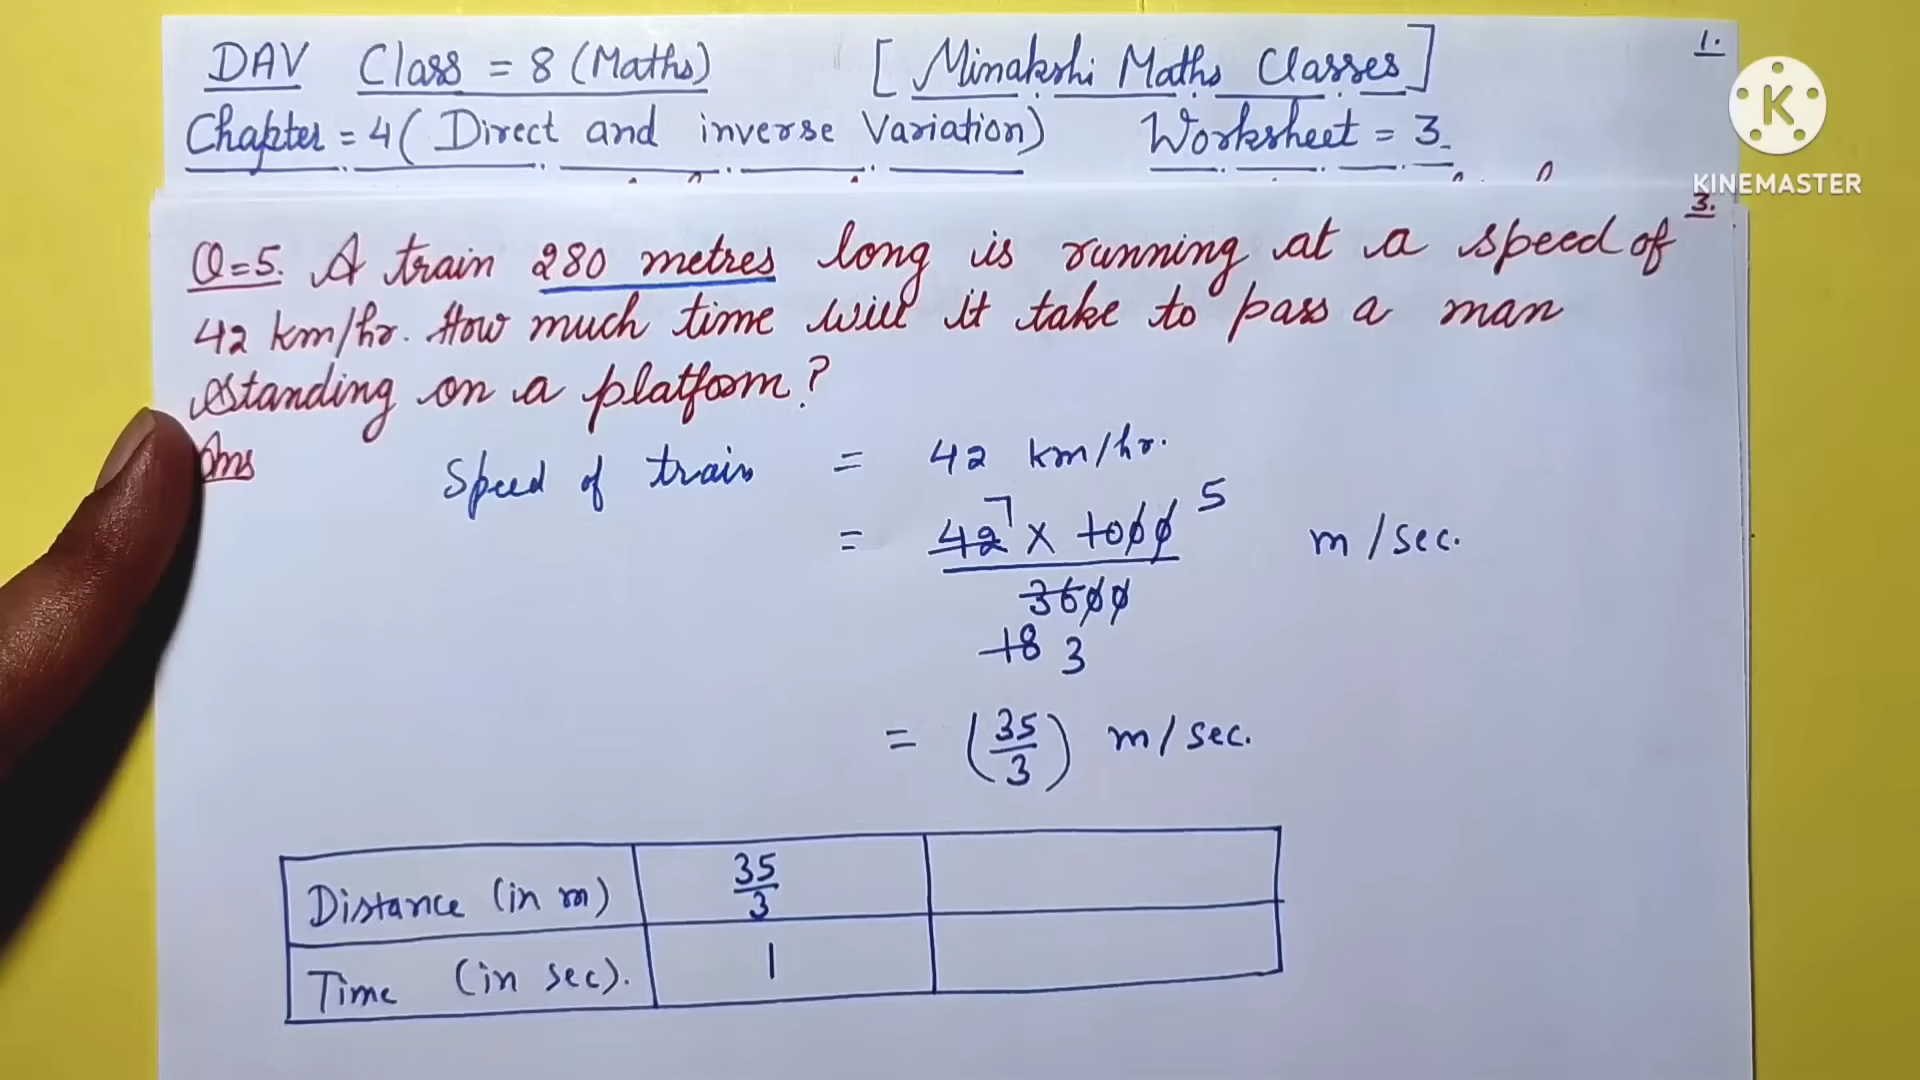 DAV Class = 8 (Maths) [Minakshi Maths Classes] 1.
Chapter = 4 (Direct and inverse Variation) Worksheet = 3
K
KINEMASTER
3.
Q=5. A train 280 metres long is running at a speed of
42 km/hr. How much time will it take to pass a man
standing on a platform?
Ans
Speed of train = 42 km/hr.
= 42 7 x 1000 5 m/sec.
3600
18 3
= (35/3) m/sec.
Distance (in m) 35/3
Time (in sec). 1